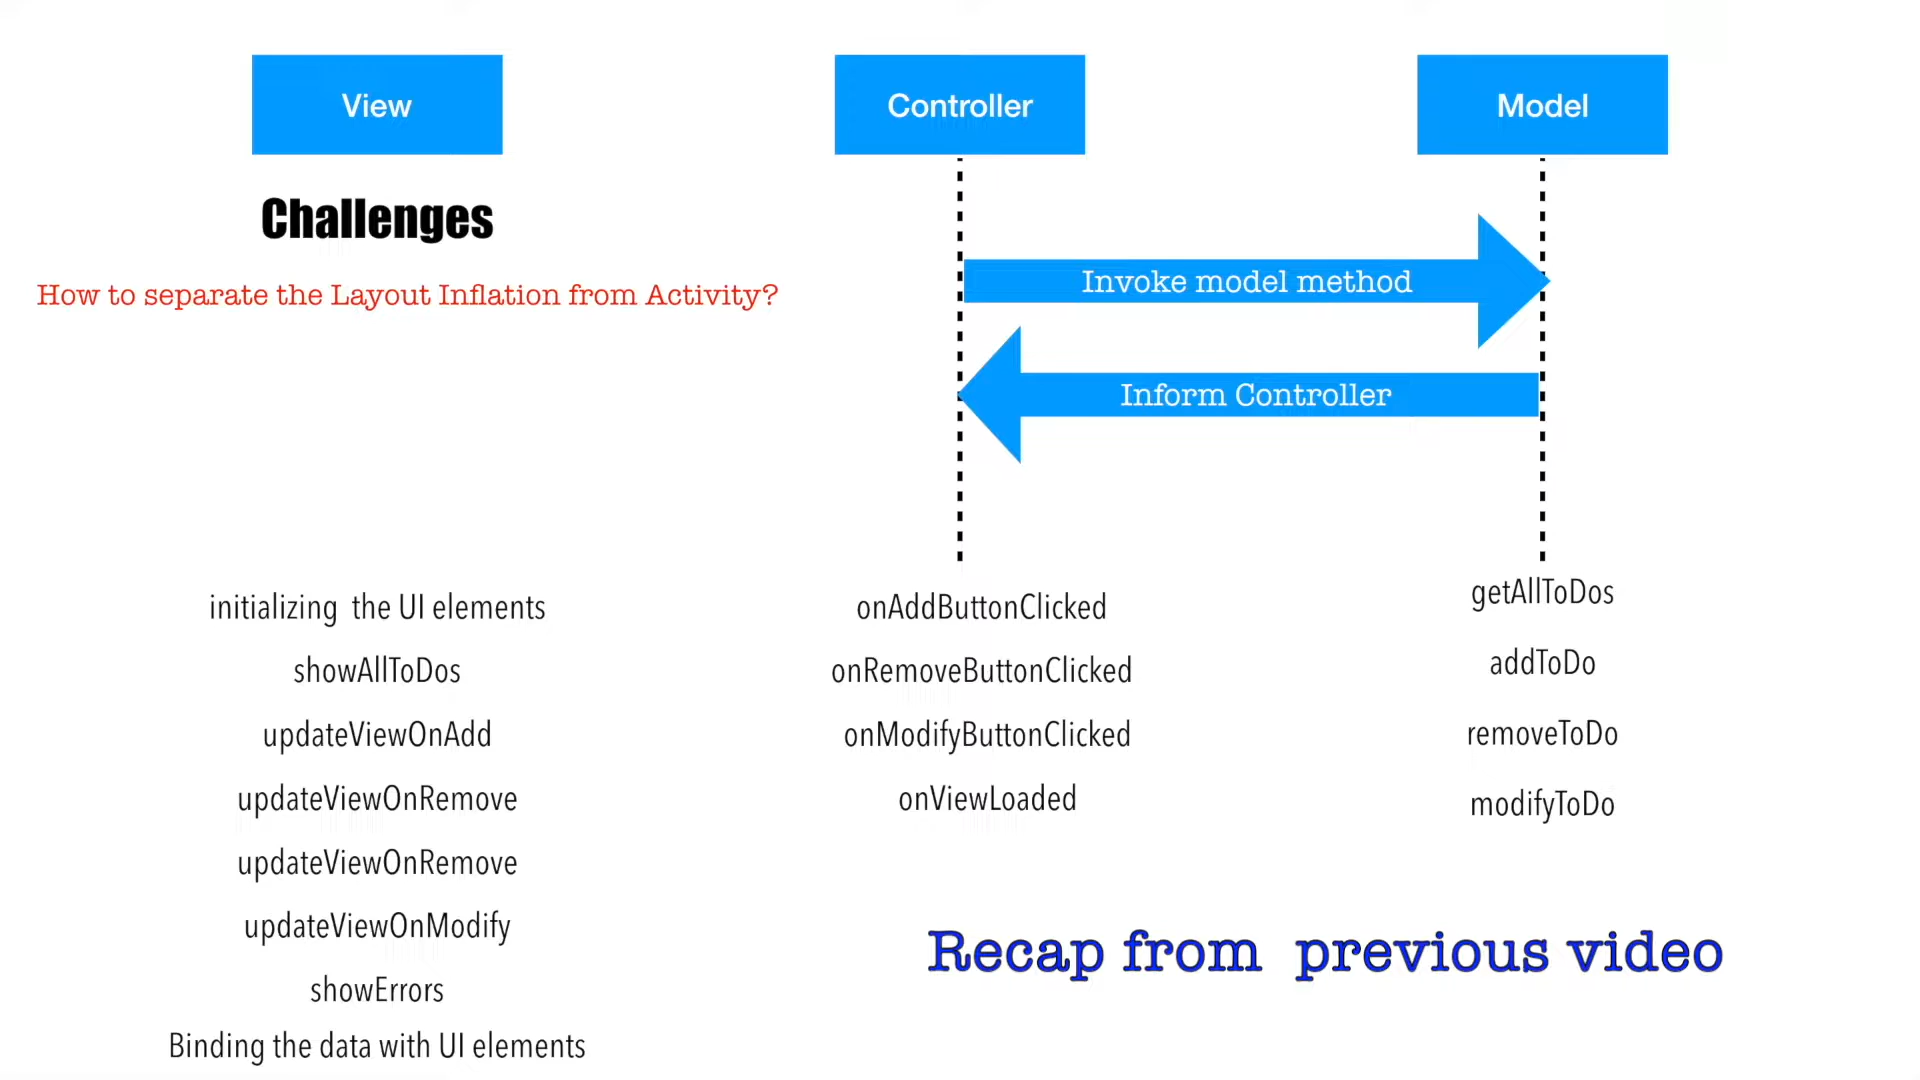 View
Controller
Model
Challenges
How to separate the Layout Inflation from Activity?
Invoke model method
Inform Controller
initializing the UI elements
showAllToDos
updateViewOnAdd
updateViewOnRemove
updateViewOnRemove
updateViewOnModify
showErrors
Binding the data with UI elements
onAddButtonClicked
onRemoveButtonClicked
onModifyButtonClicked
onViewLoaded
getAllToDos
addToDo
removeToDo
modifyToDo
Recap from previous video